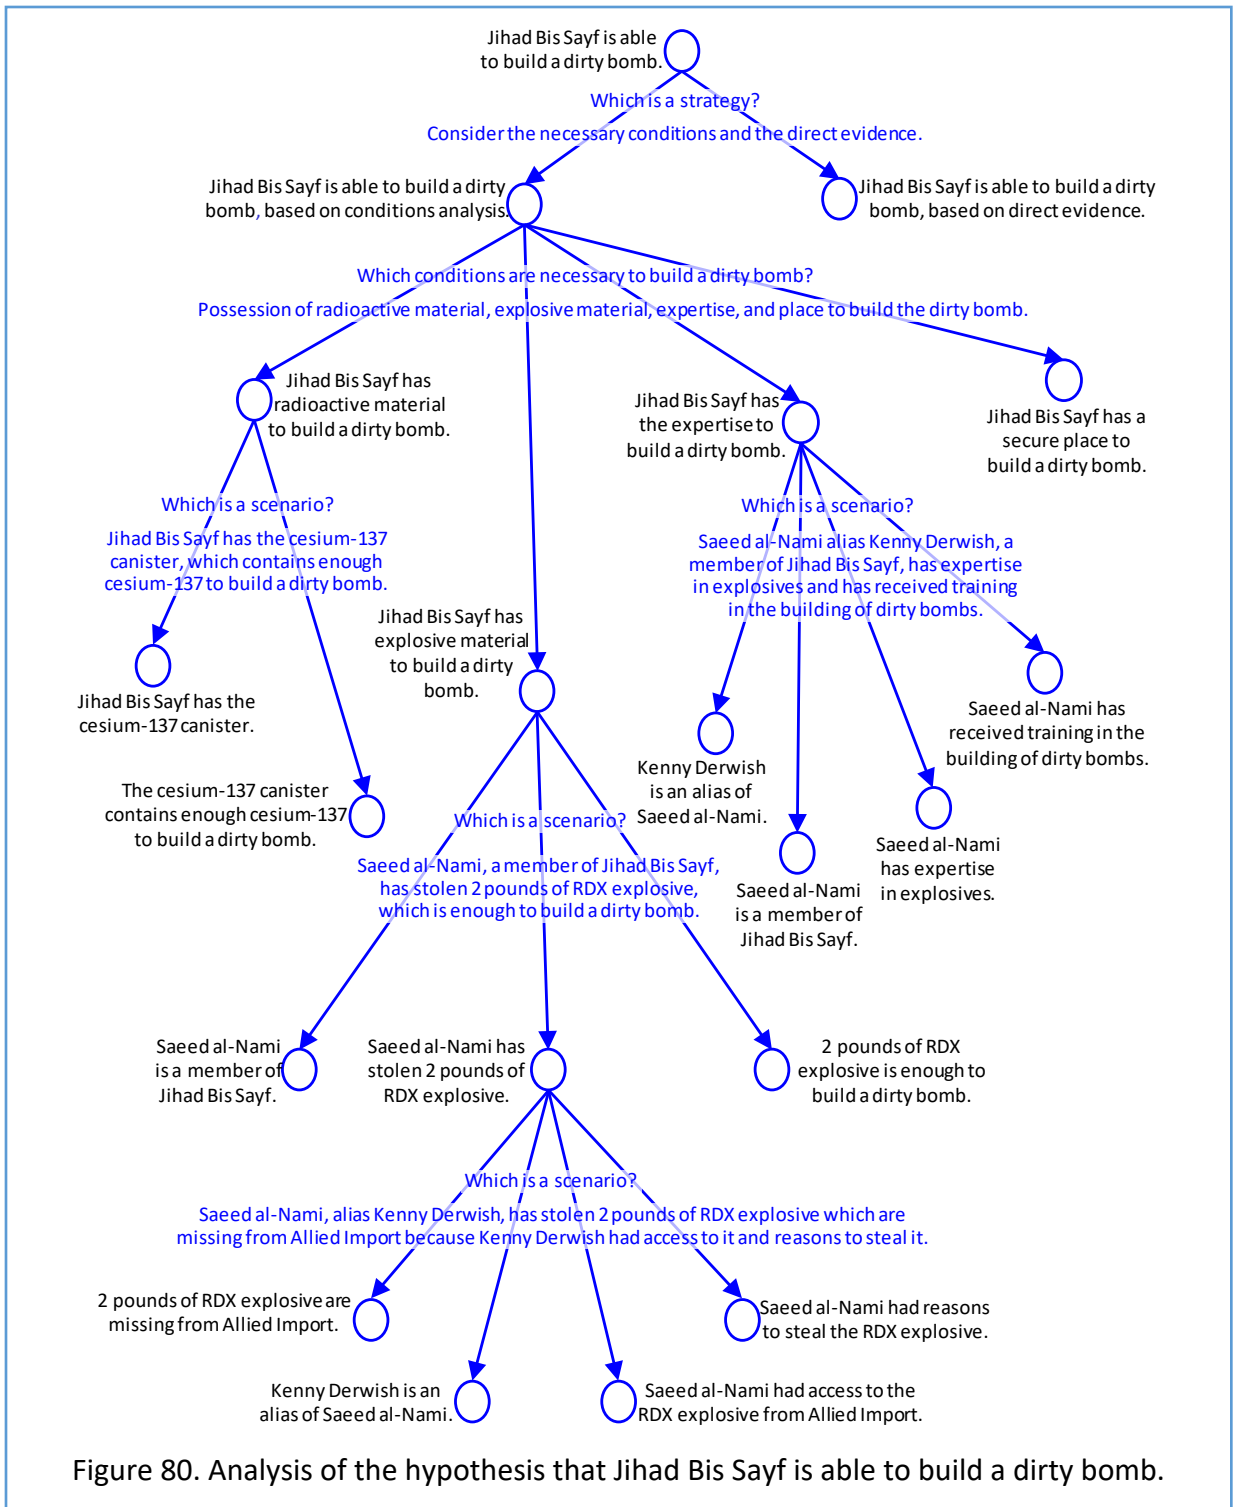 Jihad Bis Sayf is able
to build a dirty bomb.
Which is a strategy?
Consider the necessary conditions and the direct evidence.
Jihad Bis Sayf is able to build a dirty
bomb, based on conditions analysis.
Jihad Bis Sayf is able to build a dirty
bomb, based on direct evidence.
Which conditions are necessary to build a dirty bomb?
Possession of radioactive material, explosive material, expertise, and place to build the dirty bomb.
Jihad Bis Sayf has
radioactive material
to build a dirty bomb.
Jihad Bis Sayf has
the expertise to
build a dirty bomb.
Jihad Bis Sayf has a
secure place to
build a dirty bomb.
Which is a scenario?
Jihad Bis Sayf has the cesium-137
canister, which contains enough
cesium-137 to build a dirty bomb.
Which is a scenario?
Saeed al-Nami alias Kenny Derwish, a
member of Jihad Bis Sayf, has expertise
in explosives and has received training
in the building of dirty bombs.
Jihad Bis Sayf has
explosive material
to build a dirty
bomb.
Jihad Bis Sayf has the
cesium-137 canister.
The cesium-137 canister
contains enough cesium-137
to build a dirty bomb.
Kenny Derwish
is an alias of
Saeed al-Nami.
Saeed al-Nami
is a member of
Jihad Bis Sayf.
Saeed al-Nami
has expertise
in explosives.
Saeed al-Nami has
received training in the
building of dirty bombs.
Which is a scenario?
Saeed al-Nami, a member of Jihad Bis Sayf,
has stolen 2 pounds of RDX explosive,
which is enough to build a dirty bomb.
Saeed al-Nami
is a member of
Jihad Bis Sayf.
Saeed al-Nami has
stolen 2 pounds of
RDX explosive.
2 pounds of RDX
explosive is enough to
build a dirty bomb.
Which is a scenario?
Saeed al-Nami, alias Kenny Derwish, has stolen 2 pounds of RDX explosive which are
missing from Allied Import because Kenny Derwish had access to it and reasons to steal it.
2 pounds of RDX explosive are
missing from Allied Import.
Kenny Derwish is an
alias of Saeed al-Nami.
Saeed al-Nami had access to the
RDX explosive from Allied Import.
Saeed al-Nami had reasons
to steal the RDX explosive.
Figure 80. Analysis of the hypothesis that Jihad Bis Sayf is able to build a dirty bomb.